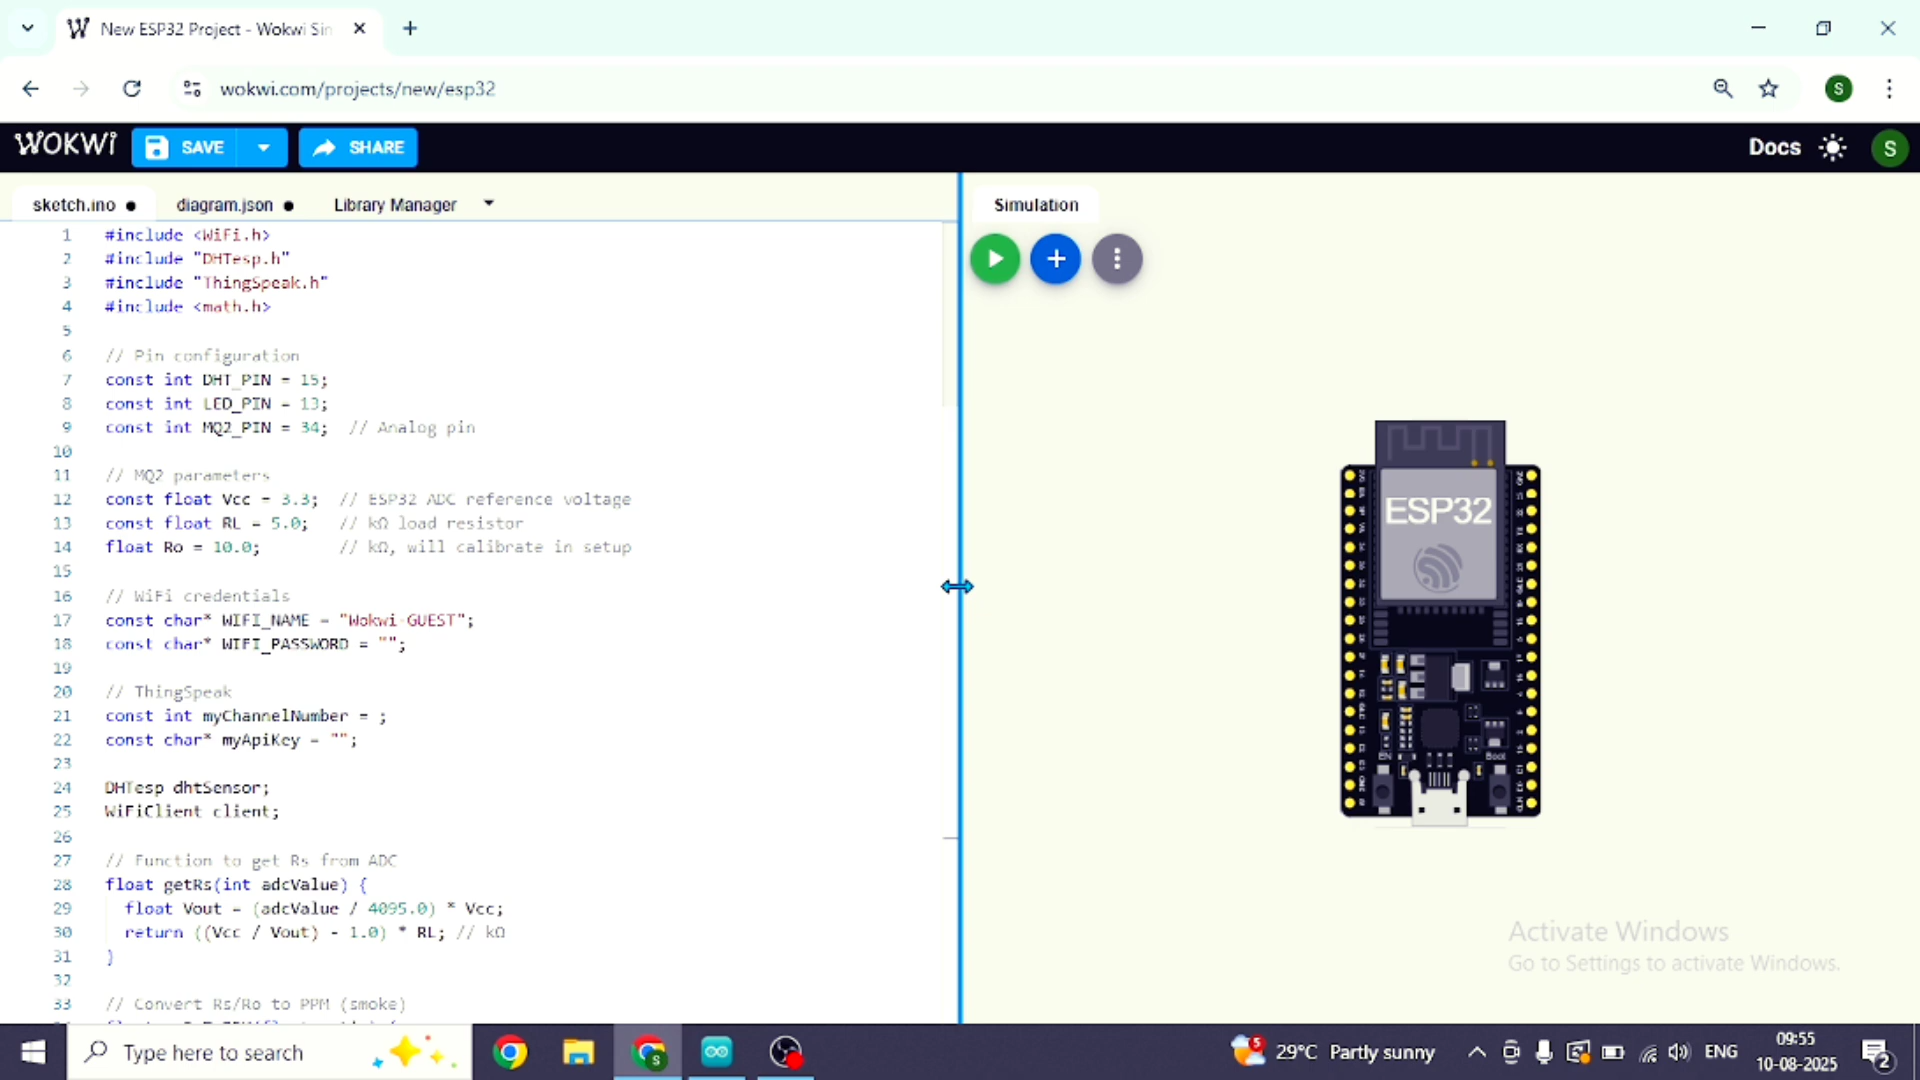 New ESP32 Project - Wokwi Sin
wokwi.com/projects/new/esp32
S
WOKWi
SAVE
SHARE
Docs
S
sketch.ino
diagram.json
Library Manager
Simulation
1 #include <WiFi.h>
2 #include "DHTesp.h"
3 #include "ThingSpeak.h"
4 #include <math.h>
5
6 // Pin configuration
7 const int DHT_PIN = 15;
8 const int LED_PIN = 13;
9 const int MQ2_PIN = 34;  // Analog pin
10
11 // MQ2 parameters
12 const float Vcc = 3.3;  // ESP32 ADC reference voltage
13 const float RL = 5.0;   // kΩ load resistor
14 float Ro = 10.0;        // kΩ, will calibrate in setup
15
16 // WiFi credentials
17 const char* WIFI_NAME = "Wokwi-GUEST";
18 const char* WIFI_PASSWORD = "";
19
20 // ThingSpeak
21 const int myChannelNumber = ;
22 const char* myApiKey = "";
23
24 DHTesp dhtSensor;
25 WiFiClient client;
26
27 // Function to get Rs from ADC
28 float getRs(int adcValue) {
29 float Vout = (adcValue / 4095.0) * Vcc;
30 return ((Vcc / Vout) - 1.0) * RL; // kΩ
31 }
32
33 // Convert Rs/Ro to PPM (smoke)
ESP32
EN
Boot
Activate Windows
Go to Settings to activate Windows.
Type here to search
S
5
29°C Partly sunny
ENG
09:55
10-08-2025
2